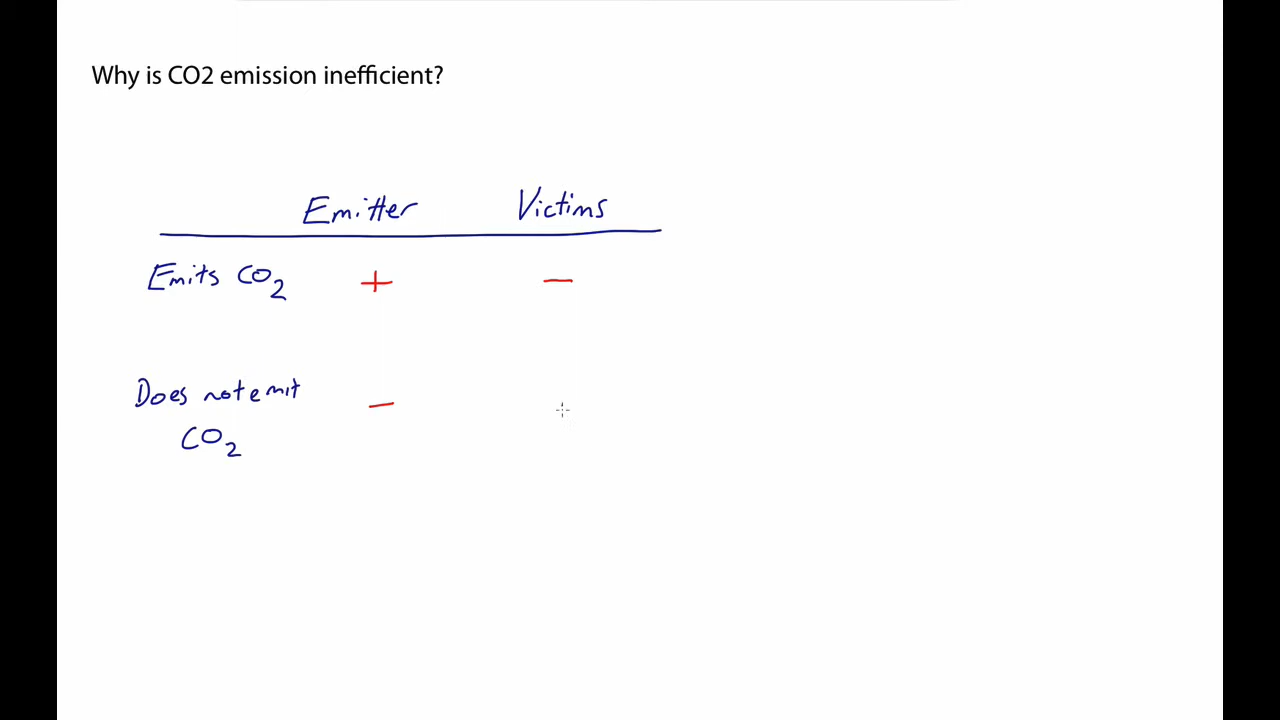 Why is CO2 emission inefficient?
Emitter Victims
Emits CO2 + −
Does not emit −
CO2